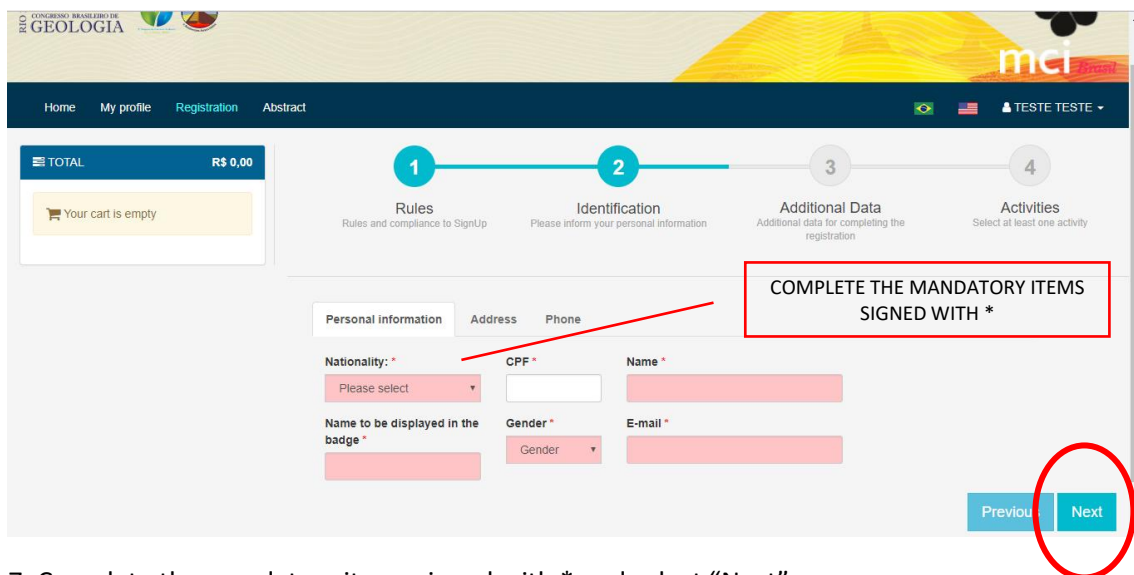 RIO
CONGRESSO BRASILEIRO DE
GEOLOGIA
mci Brasil
Home My profile Registration Abstract TESTE TESTE
TOTAL R$ 0,00
Your cart is empty
1 2 3 4
Rules Identification Additional Data Activities
Rules and compliance to SignUp Please inform your personal information Additional data for completing the Select at least one activity
registration
COMPLETE THE MANDATORY ITEMS
SIGNED WITH *
Personal information Address Phone
Nationality: * CPF * Name *
Please select
Name to be displayed in the Gender * E-mail *
badge *
Gender
Previous Next